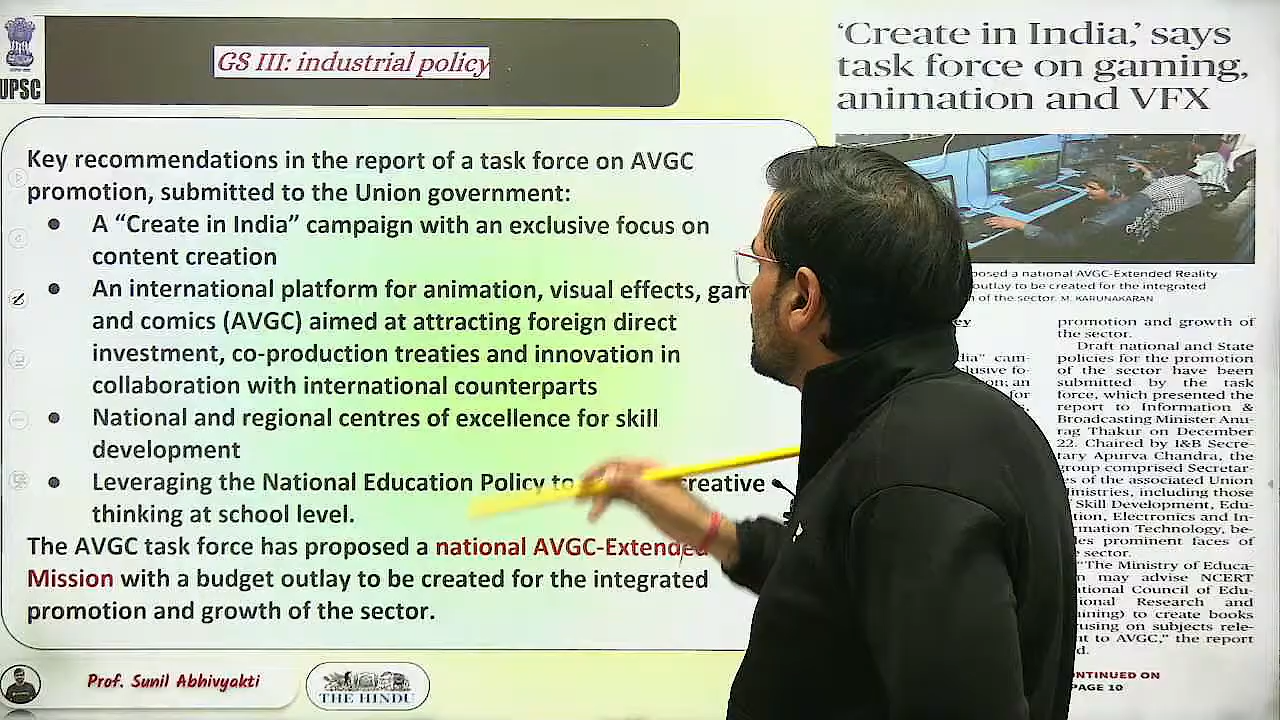 UPSC
GS III: industrial policy
Key recommendations in the report of a task force on AVGC
promotion, submitted to the Union government:
● A “Create in India” campaign with an exclusive focus on
content creation
● An international platform for animation, visual effects,
and comics (AVGC) aimed at attracting foreign direct
investment, co-production treaties and innovation in
collaboration with international counterparts
● National and regional centres of excellence for skill
development
● Leveraging the National Education Policy to creative
thinking at school level.
The AVGC task force has proposed a national AVGC-Extended
Mission with a budget outlay to be created for the integrated
promotion and growth of the sector.
Prof. Sunil Abhivyakti
THE HINDU
‘Create in India,’ says
task force on gaming,
animation and VFX
a national AVGC-Extended Reality
outlay to be created for the integrated
of the sector. M. KARUNAKARAN
promotion and growth of
the sector.
Draft national and State
policies for the promotion
of the sector have been
submitted by the task
force, which presented the
report to Information &
Broadcasting Minister Anu-
rag Thakur on December
22. Chaired by I&B Secre-
tary Apurva Chandra, the
group comprised Secretar-
of the associated Union
including those
Skill Development, Edu-
Electronics and In-
Technology, be-
prominent faces of
sector.
"The Ministry of Educa-
may advise NCERT
Council of Edu-
Research and
to create books
on subjects rele-
to AVGC,” the report
ON
PAGE 10